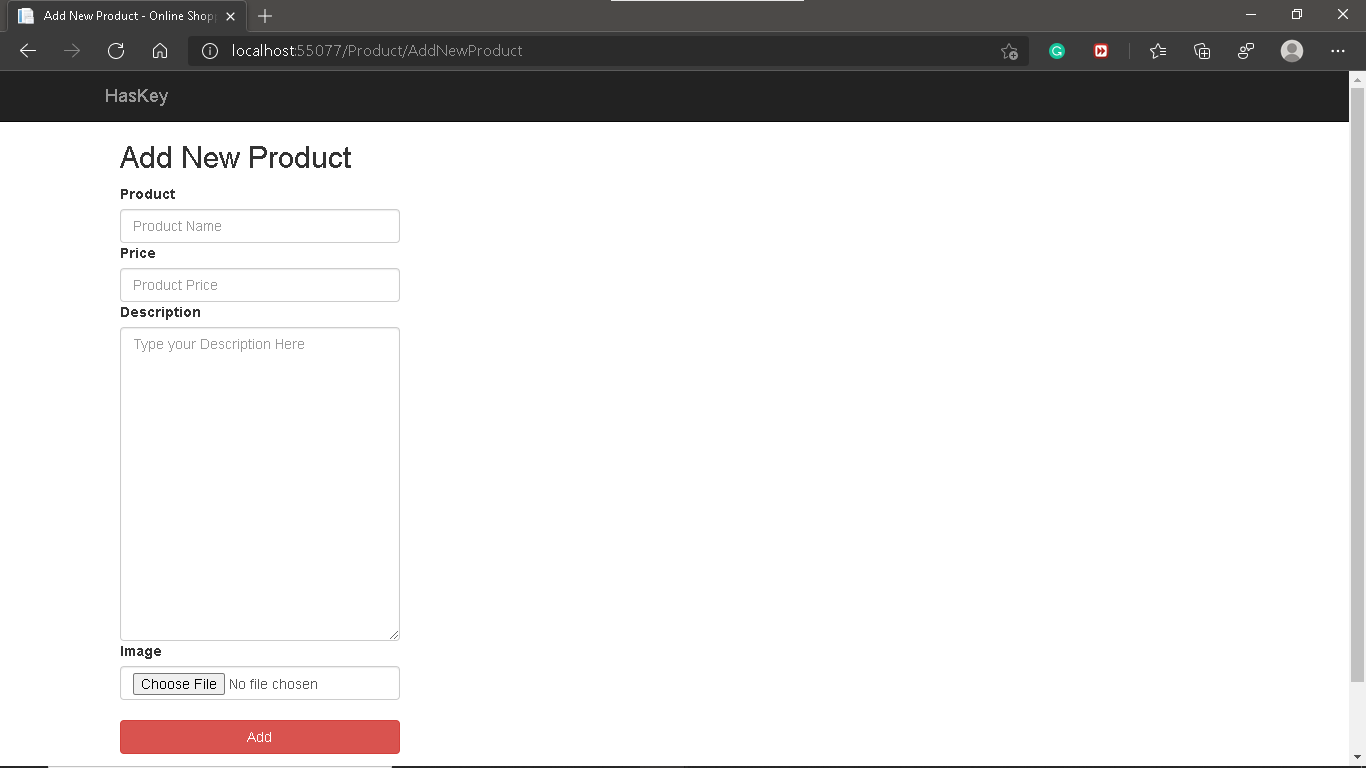 Add New Product - Online Shop
localhost:55077/Product/AddNewProduct
HasKey
Add New Product
Product
Product Name
Price
Product Price
Description
Type your Description Here
Image
Choose File No file chosen
Add